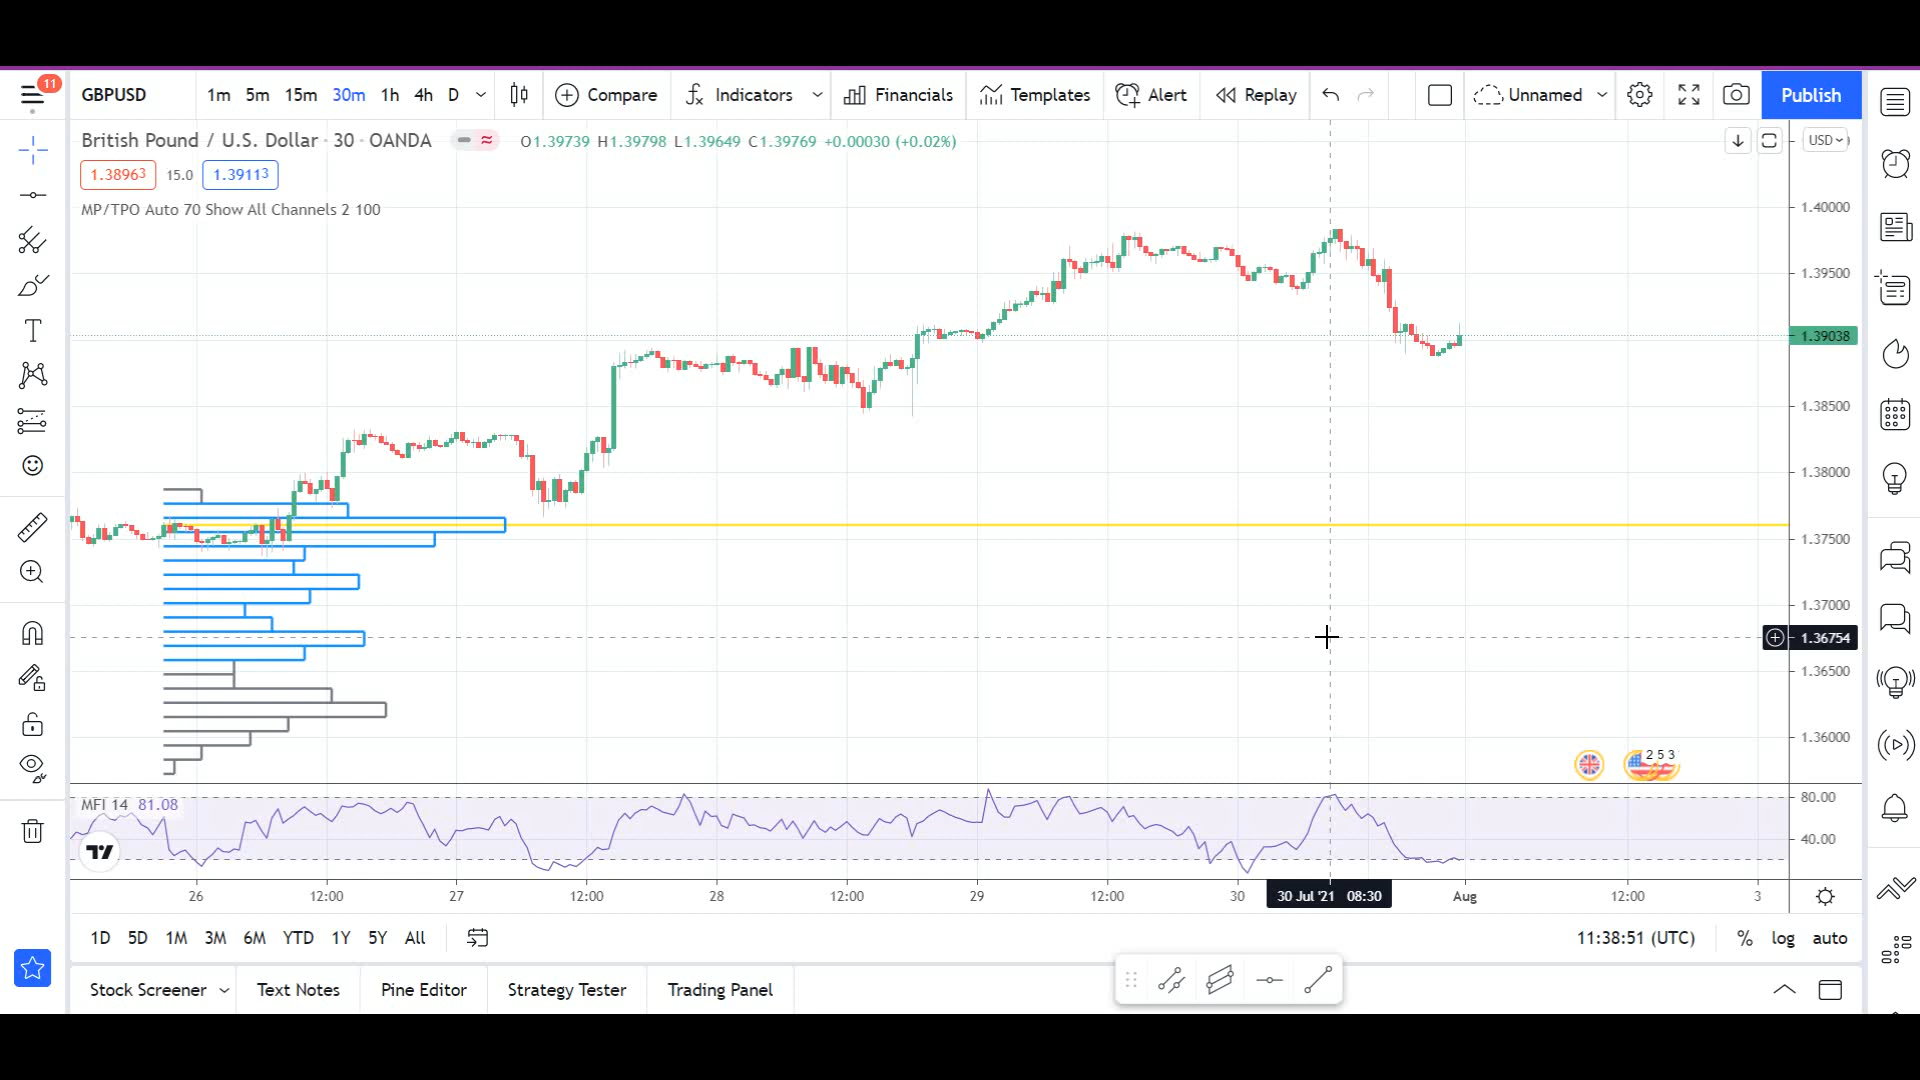 11
GBPUSD 1m 5m 15m 30m 1h 4h D Compare Indicators Financials Templates Alert Replay Unnamed Publish
British Pound / U.S. Dollar · 30 · OANDA O1.39739 H1.39798 L1.39649 C1.39769 +0.00030 (+0.02%) USD
1.38963 15.0 1.39113
MP/TPO Auto 70 Show All Channels 2 100
1.40000
1.39500
1.39038
1.38500
1.38000
1.37500
1.37000
1.36754
1.36500
1.36000
2 5 3
MFI 14 81.08
80.00
40.00
26 12:00 27 12:00 28 12:00 29 12:00 30 30 Jul '21 08:30 Aug 12:00 3
1D 5D 1M 3M 6M YTD 1Y 5Y All 11:38:51 (UTC) % log auto
Stock Screener Text Notes Pine Editor Strategy Tester Trading Panel